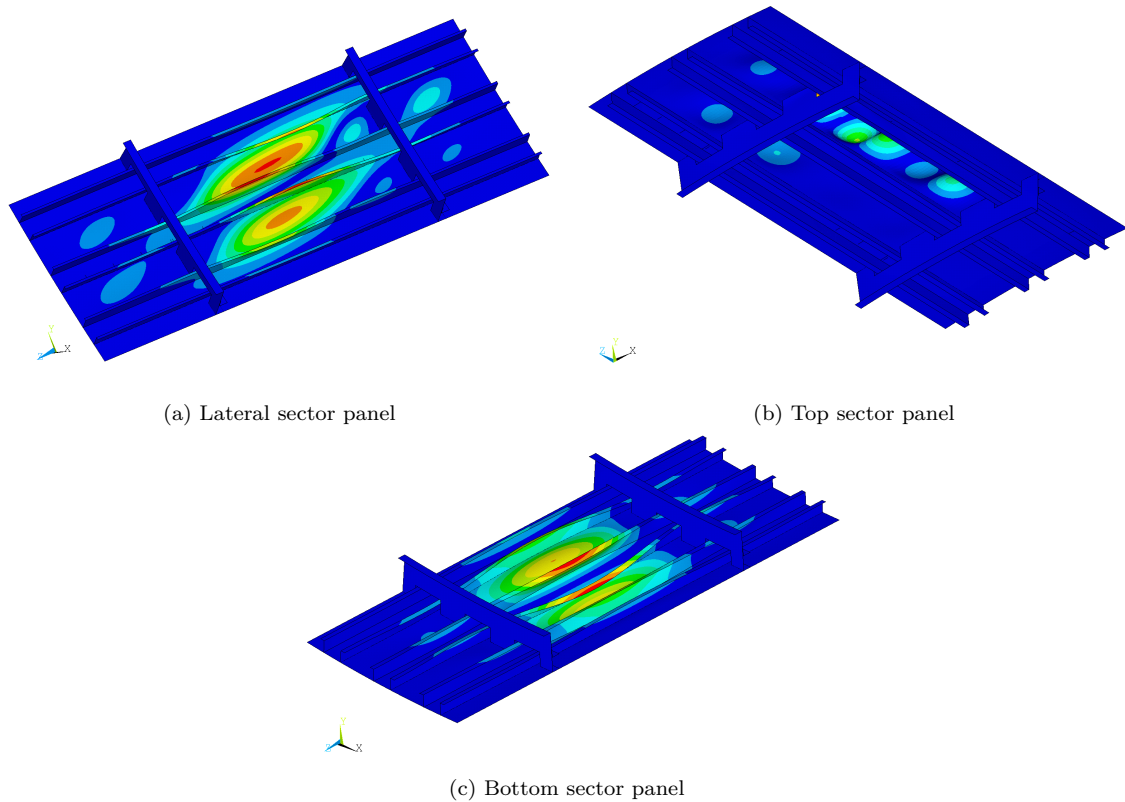 Y
Z X
(a) Lateral sector panel
Y
Z X
(b) Top sector panel
Y
Z X
(c) Bottom sector panel